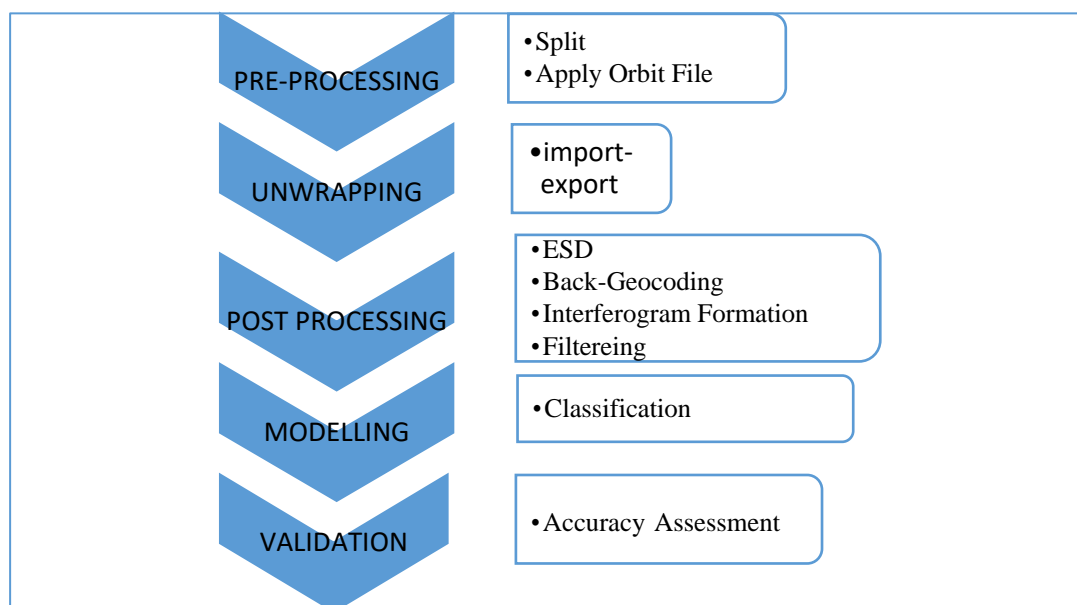 PRE-PROCESSING
•Split
•Apply Orbit File
UNWRAPPING
•import-
export
POST PROCESSING
•ESD
•Back-Geocoding
•Interferogram Formation
•Filtereing
MODELLING
•Classification
VALIDATION
•Accuracy Assessment